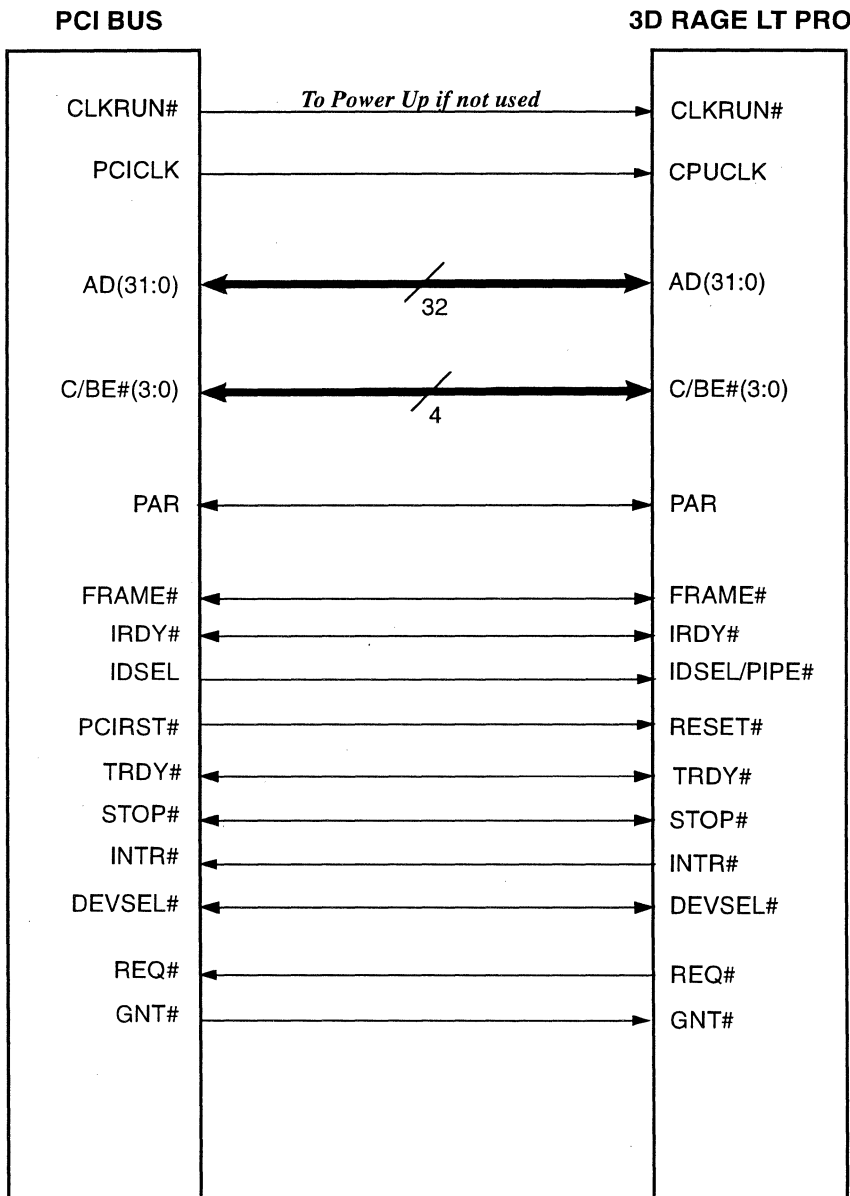 PCI BUS 3D RAGE LT PRO
CLKRUN# To Power Up if not used CLKRUN#
PCICLK CPUCLK
AD(31:0) 32 AD(31:0)
C/BE#(3:0) 4 C/BE#(3:0)
PAR PAR
FRAME# FRAME#
IRDY# IRDY#
IDSEL IDSEL/PIPE#
PCIRST# RESET#
TRDY# TRDY#
STOP# STOP#
INTR# INTR#
DEVSEL# DEVSEL#
REQ# REQ#
GNT# GNT#